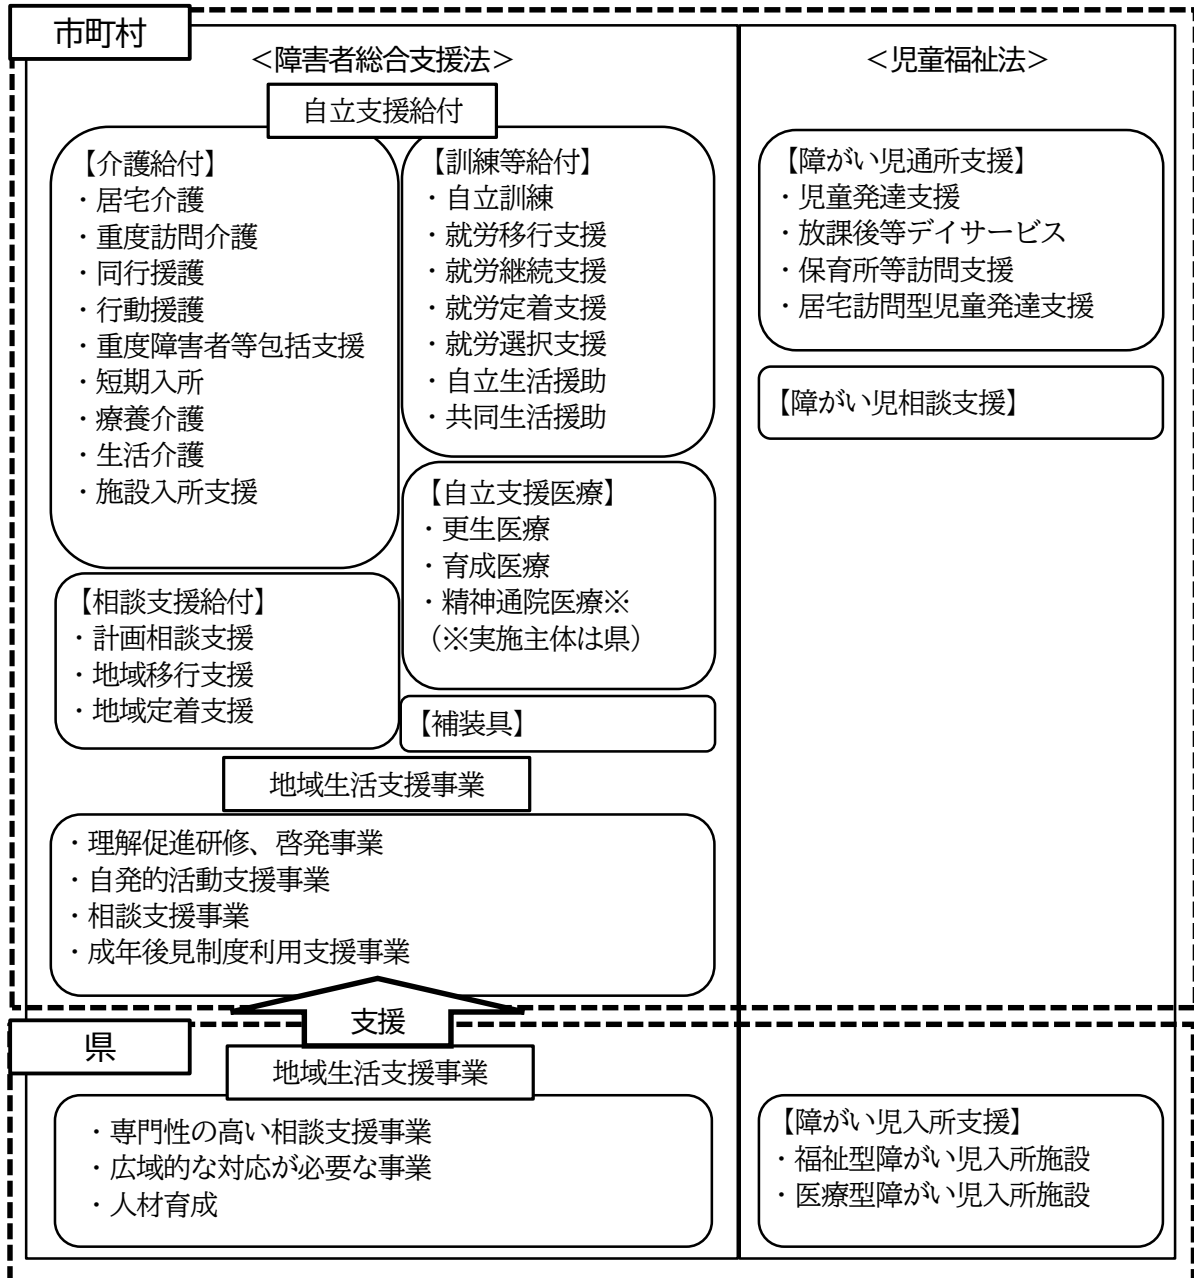 市町村
＜障害者総合支援法＞
自立支援給付
【介護給付】
・居宅介護
・重度訪問介護
・同行援護
・行動援護
・重度障害者等包括支援
・短期入所
・療養介護
・生活介護
・施設入所支援
【訓練等給付】
・自立訓練
・就労移行支援
・就労継続支援
・就労定着支援
・就労選択支援
・自立生活援助
・共同生活援助
【自立支援医療】
・更生医療
・育成医療
・精神通院医療※
（※実施主体は県）
【相談支援給付】
・計画相談支援
・地域移行支援
・地域定着支援
【補装具】
地域生活支援事業
・理解促進研修、啓発事業
・自発的活動支援事業
・相談支援事業
・成年後見制度利用支援事業
＜児童福祉法＞
【障がい児通所支援】
・児童発達支援
・放課後等デイサービス
・保育所等訪問支援
・居宅訪問型児童発達支援
【障がい児相談支援】
支援
県
地域生活支援事業
・専門性の高い相談支援事業
・広域的な対応が必要な事業
・人材育成
【障がい児入所支援】
・福祉型障がい児入所施設
・医療型障がい児入所施設